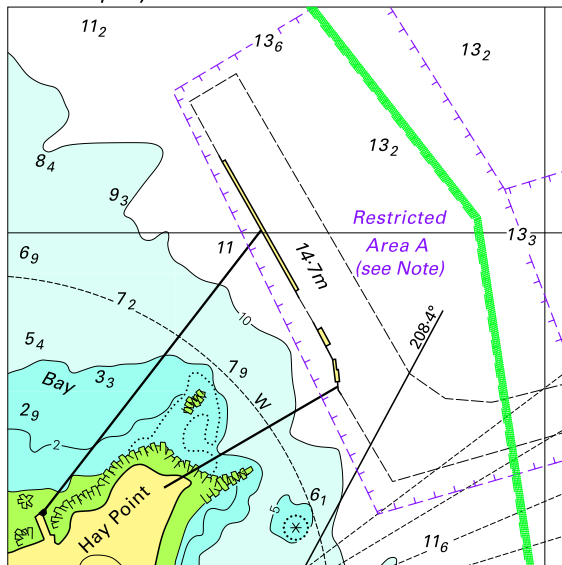 11₂
13₆
13₂
13₂
8₄
9₃
Restricted
Area A
(see Note)
13₃
11
14·7m
6₉
7₂
10
208·4°
5₄
7₉
Bay
3₃
W
2₉
2
Hay Point
5
6₁
11₆